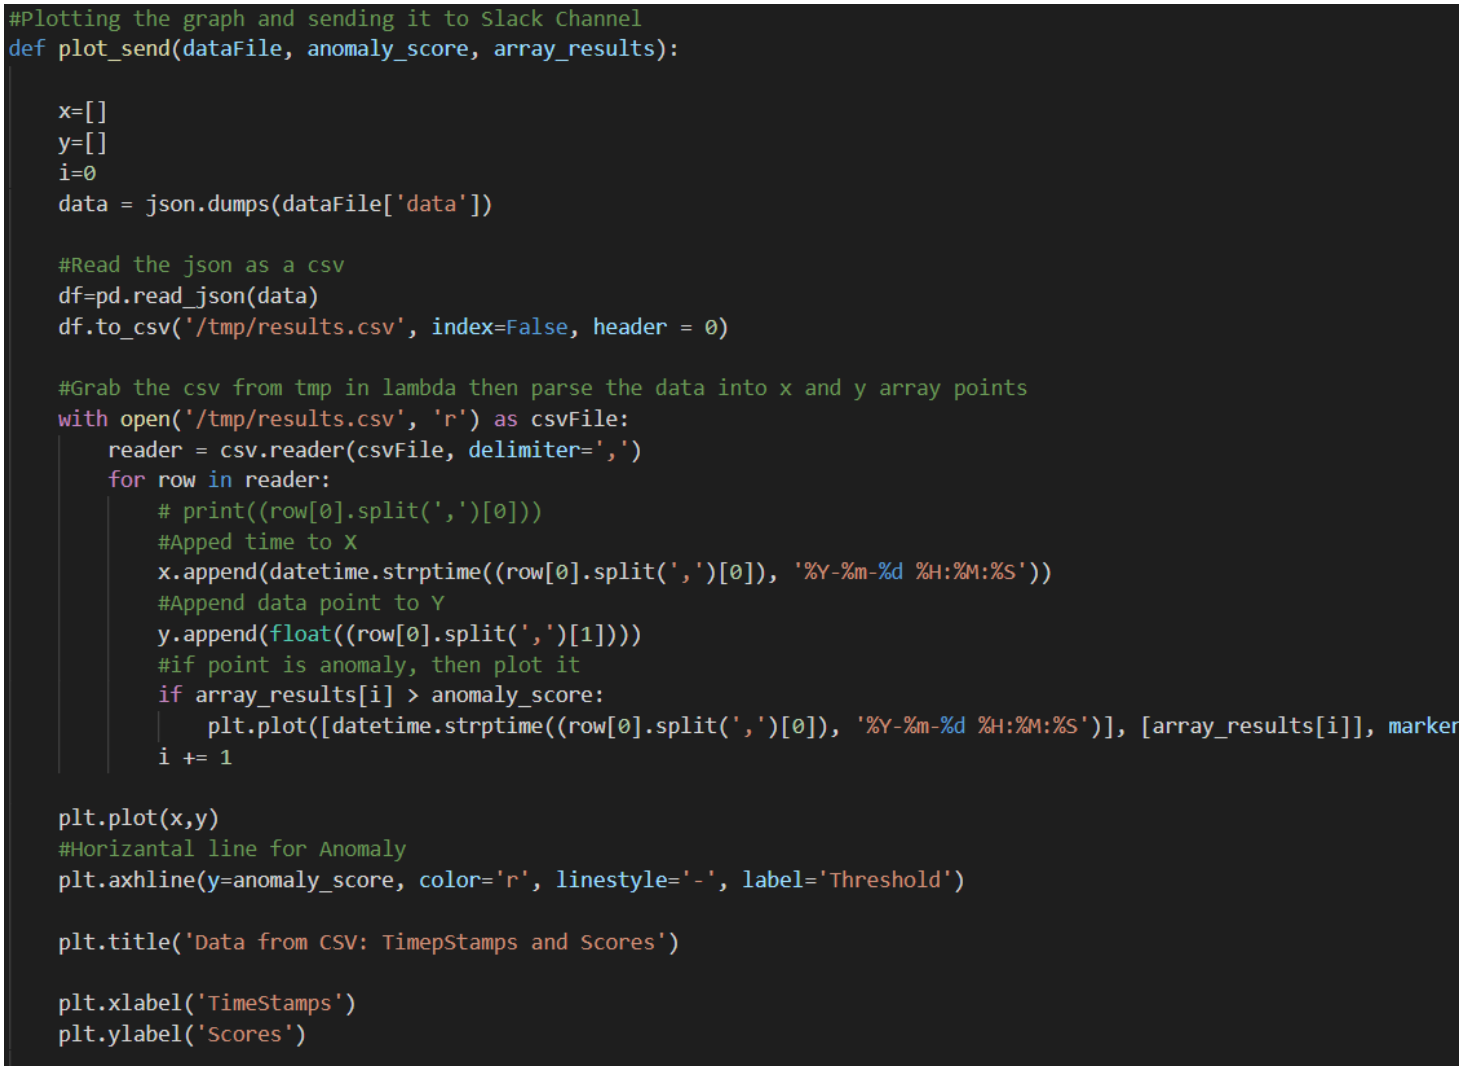 #Plotting the graph and sending it to Slack Channel
def plot_send(dataFile, anomaly_score, array_results):
x=[]
y=[]
i=0
data = json.dumps(dataFile['data'])
#Read the json as a csv
df=pd.read_json(data)
df.to_csv('/tmp/results.csv', index=False, header = 0)
#Grab the csv from tmp in lambda then parse the data into x and y array points
with open('/tmp/results.csv', 'r') as csvFile:
reader = csv.reader(csvFile, delimiter=',')
for row in reader:
# print((row[0].split(',')[0]))
#Apped time to X
x.append(datetime.strptime((row[0].split(',')[0]), '%Y-%m-%d %H:%M:%S'))
#Append data point to Y
y.append(float((row[0].split(',')[1])))
#if point is anomaly, then plot it
if array_results[i] > anomaly_score:
plt.plot([datetime.strptime((row[0].split(',')[0]), '%Y-%m-%d %H:%M:%S')], [array_results[i]], marker
i += 1
plt.plot(x,y)
#Horizantal line for Anomaly
plt.axhline(y=anomaly_score, color='r', linestyle='-', label='Threshold')
plt.title('Data from CSV: TimepStamps and Scores')
plt.xlabel('TimeStamps')
plt.ylabel('Scores')